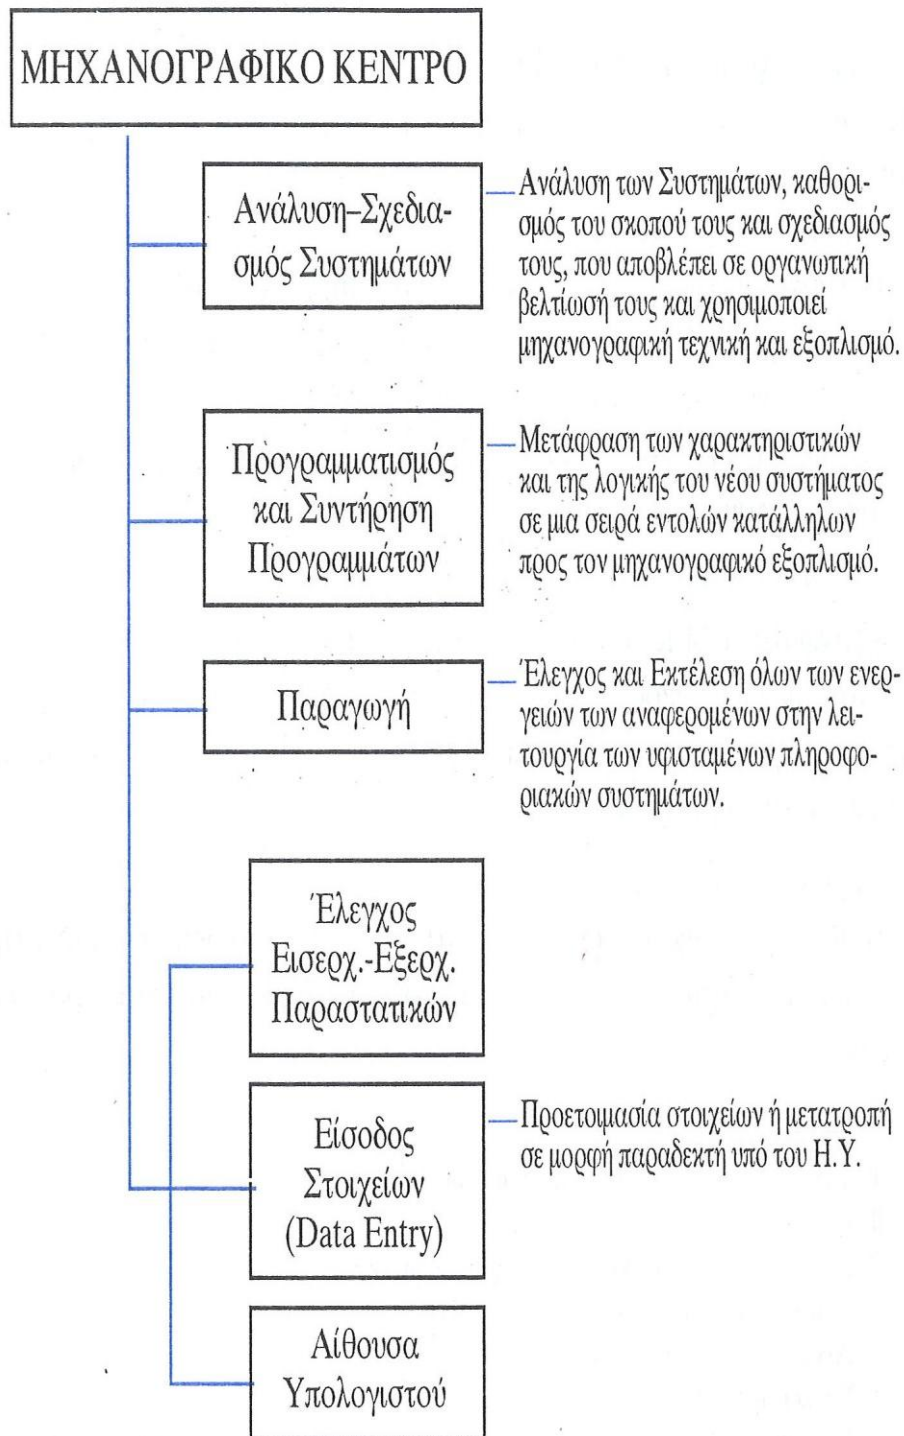 ΜΗΧΑΝΟΓΡΑΦΙΚΟ ΚΕΝΤΡΟ
Ανάλυση–Σχεδια-
σμός Συστημάτων
Ανάλυση των Συστημάτων, καθορι-
σμός του σκοπού τους και σχεδιασμός
τους, που αποβλέπει σε οργανωτική
βελτίωσή τους και χρησιμοποιεί
μηχανογραφική τεχνική και εξοπλισμό.
Προγραμματισμός
και Συντήρηση
Προγραμμάτων
Μετάφραση των χαρακτηριστικών
και της λογικής του νέου συστήματος
σε μια σειρά εντολών κατάλληλων
προς τον μηχανογραφικό εξοπλισμό.
Παραγωγή
Έλεγχος και Εκτέλεση όλων των ενερ-
γειών των αναφερομένων στην λει-
τουργία των υφισταμένων πληροφο-
ριακών συστημάτων.
Έλεγχος
Εισερχ.-Εξερχ.
Παραστατικών
Είσοδος
Στοιχείων
(Data Entry)
Προετοιμασία στοιχείων ή μετατροπή
σε μορφή παραδεκτή υπό του Η.Υ.
Αίθουσα
Υπολογιστού